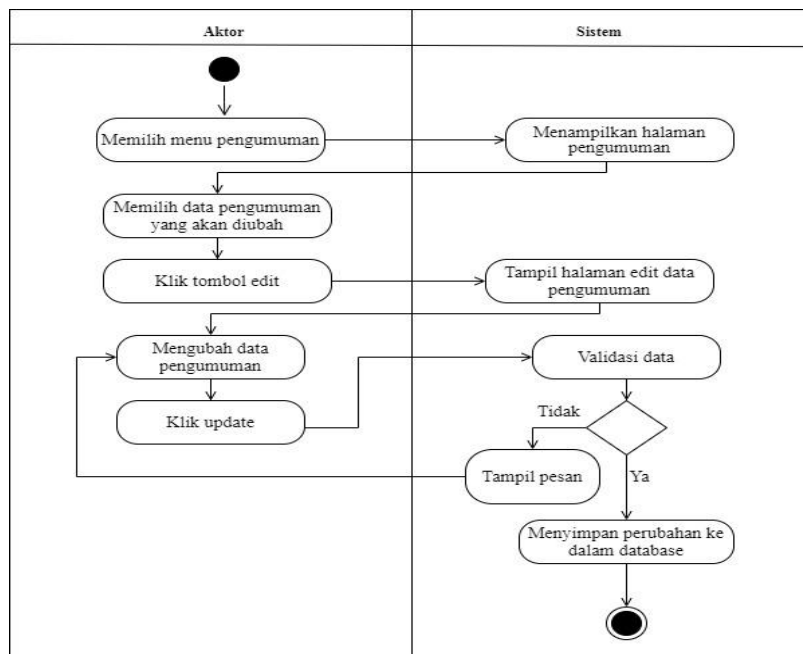 Aktor
Sistem
Memilih menu pengumuman
Menampilkan halaman
pengumuman
Memilih data pengumuman
yang akan diubah
Klik tombol edit
Tampil halaman edit data
pengumuman
Mengubah data
pengumuman
Validasi data
Klik update
Tidak
Tampil pesan
Ya
Menyimpan perubahan ke
dalam database